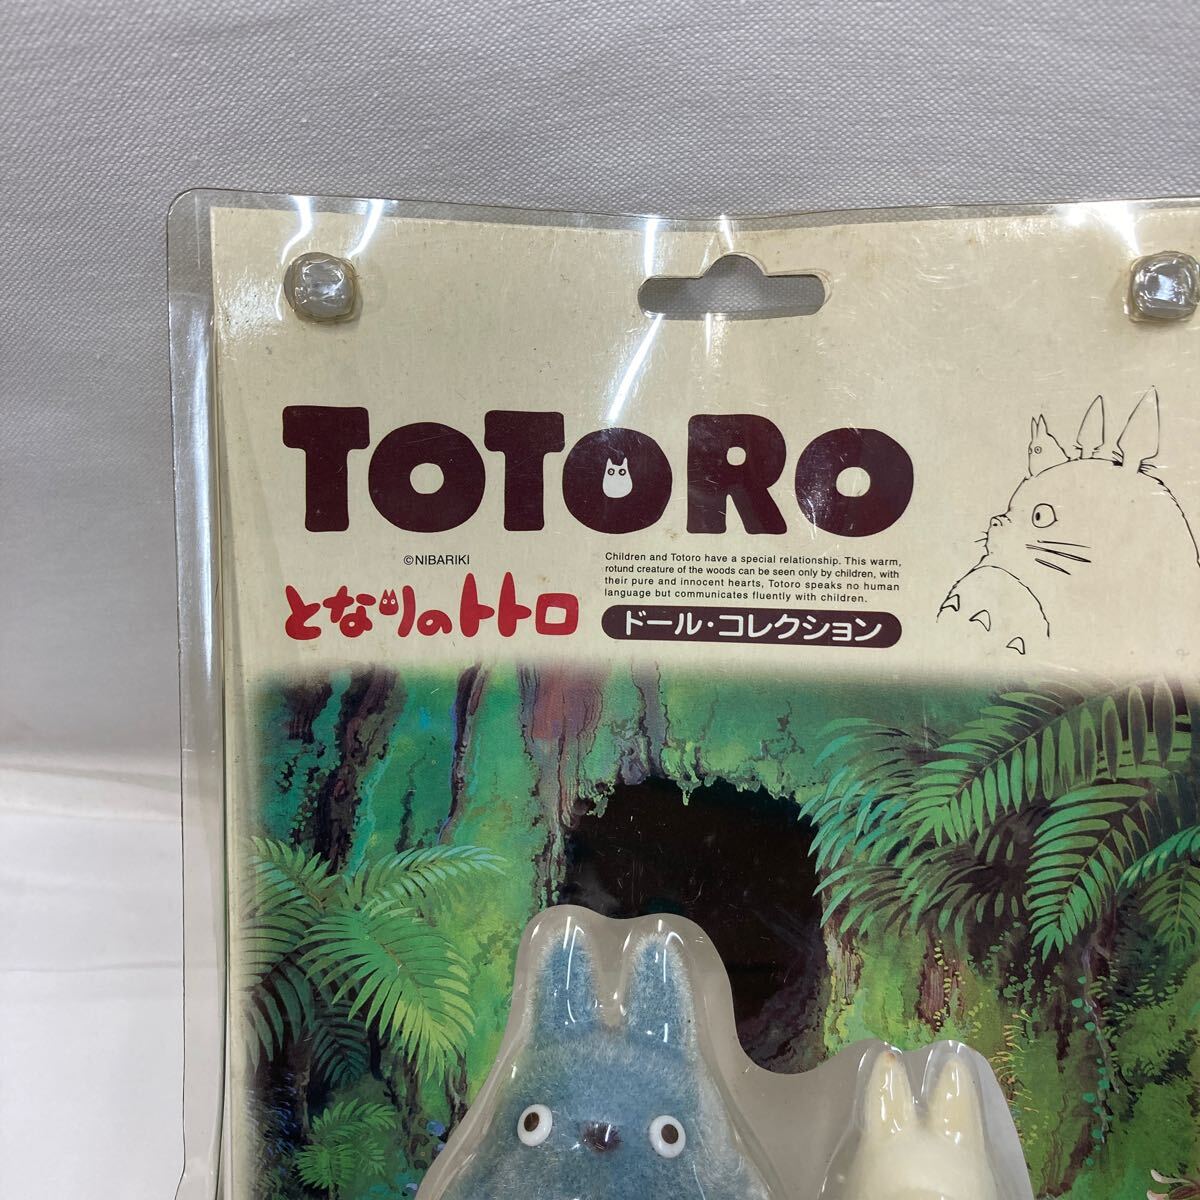 TOTORO
©NIBARIKI
となりのトトロ
Children and Totoro have a special relationship. This warm,
rotund creature of the woods can be seen only by children, with
their pure and innocent hearts, Totoro speaks no human
language but communicates fluently with children.
ドール・コレクション